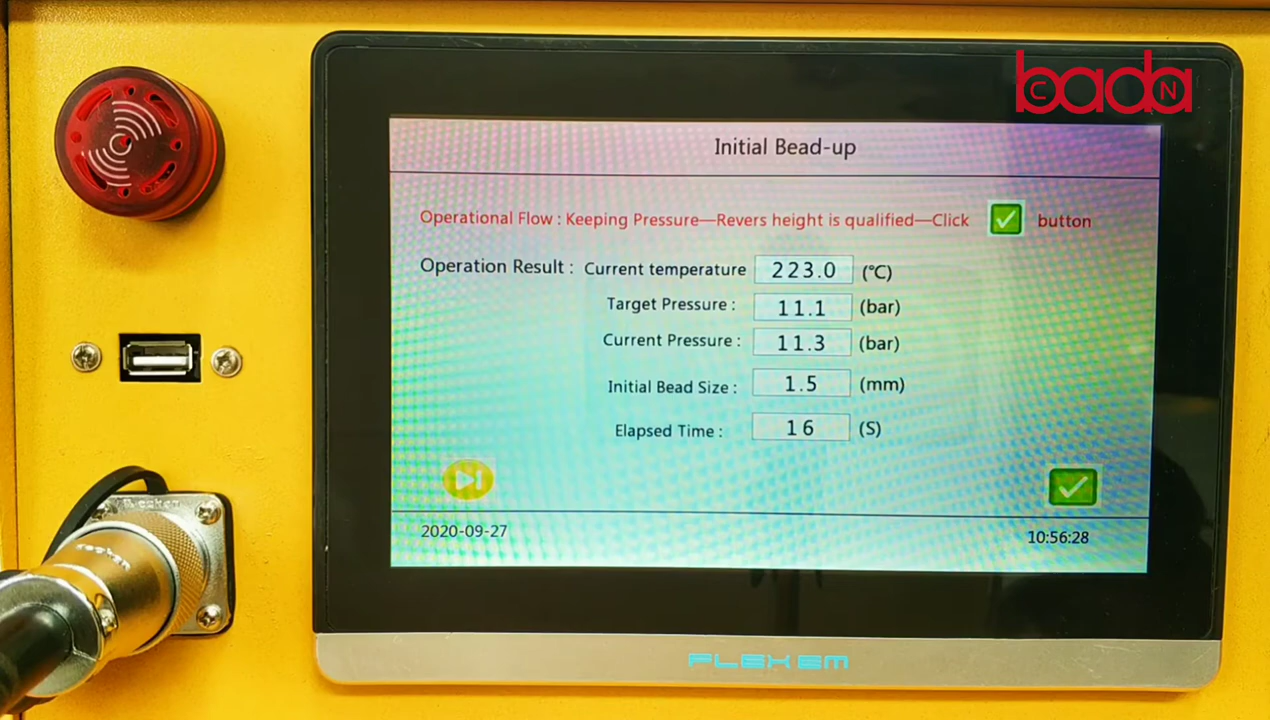 bada
CN
Initial Bead-up
Operational Flow : Keeping Pressure—Revers height is qualified—Click button
Operation Result : Current temperature 223.0 (℃)
Target Pressure : 11.1 (bar)
Current Pressure : 11.3 (bar)
Initial Bead Size : 1.5 (mm)
Elapsed Time : 16 (S)
2020-09-27 10:56:28
FLEXEM